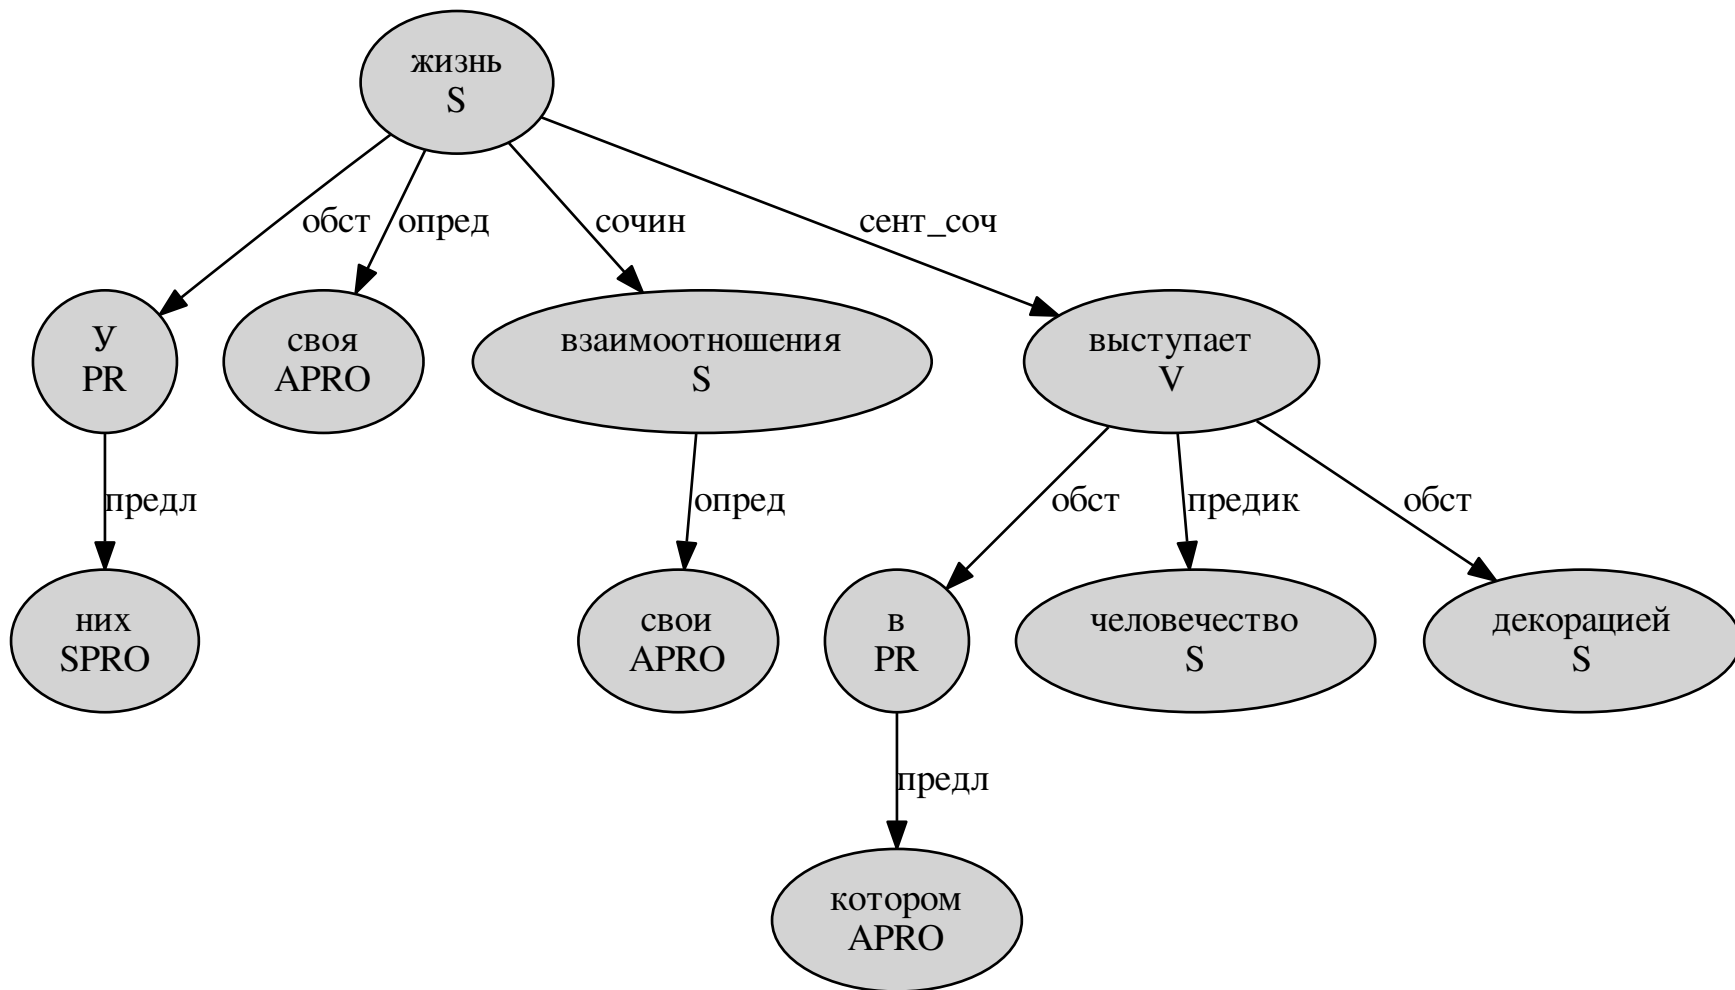 жизнь
S
обст
опред
сочин
сент_соч
У
PR
своя
APRO
взаимоотношения
S
выступает
V
предл
опред
обст
предик
обст
них
SPRO
свои
APRO
в
PR
человечество
S
декорацией
S
предл
котором
APRO